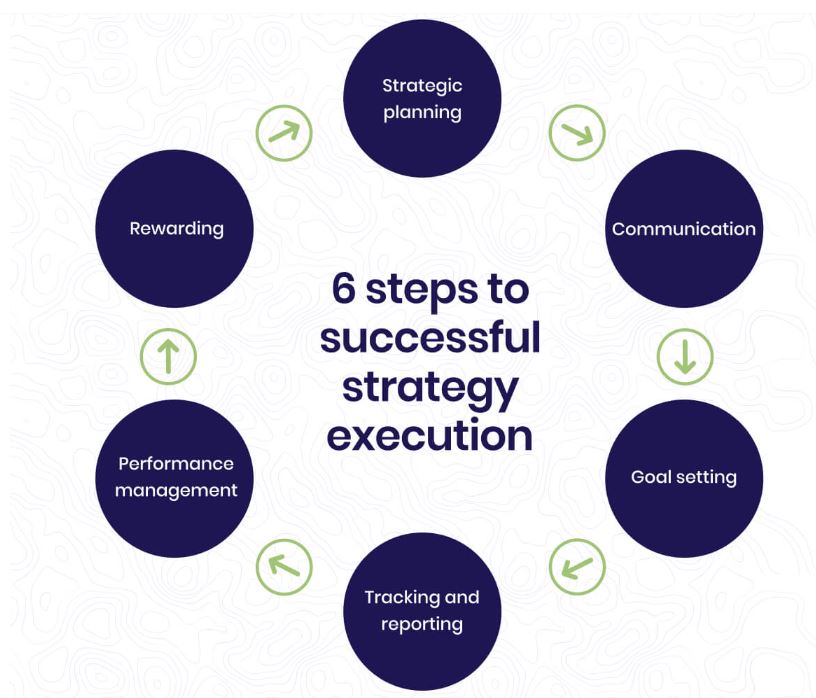 6 steps to
successful
strategy
execution
Strategic
planning
Communication
Goal setting
Tracking and
reporting
Performance
management
Rewarding